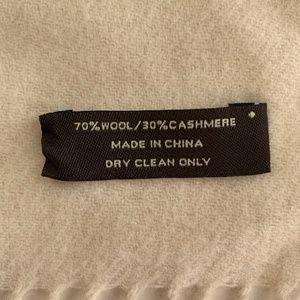 70%WOOL/30%CASHMERE
MADE IN CHINA
DRY CLEAN ONLY